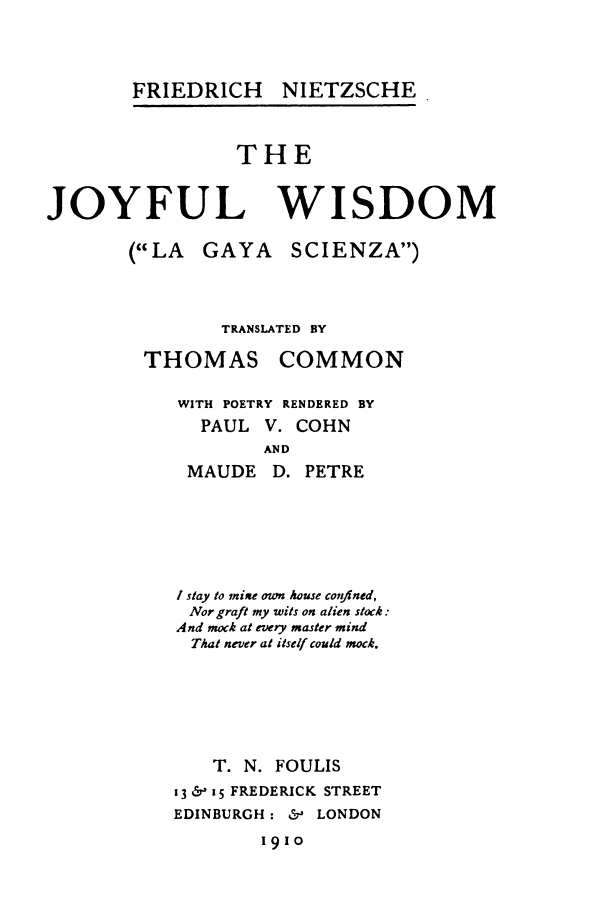 FRIEDRICH NIETZSCHE
THE
JOYFUL WISDOM
("LA GAYA SCIENZA")
TRANSLATED BY
THOMAS COMMON
WITH POETRY RENDERED BY
PAUL V. COHN
AND
MAUDE D. PETRE
I stay to mine own house confined,
Nor graft my wits on alien stock:
And mock at every master mind
That never at itself could mock.
T. N. FOULIS
13 & 15 FREDERICK STREET
EDINBURGH: & LONDON
1910